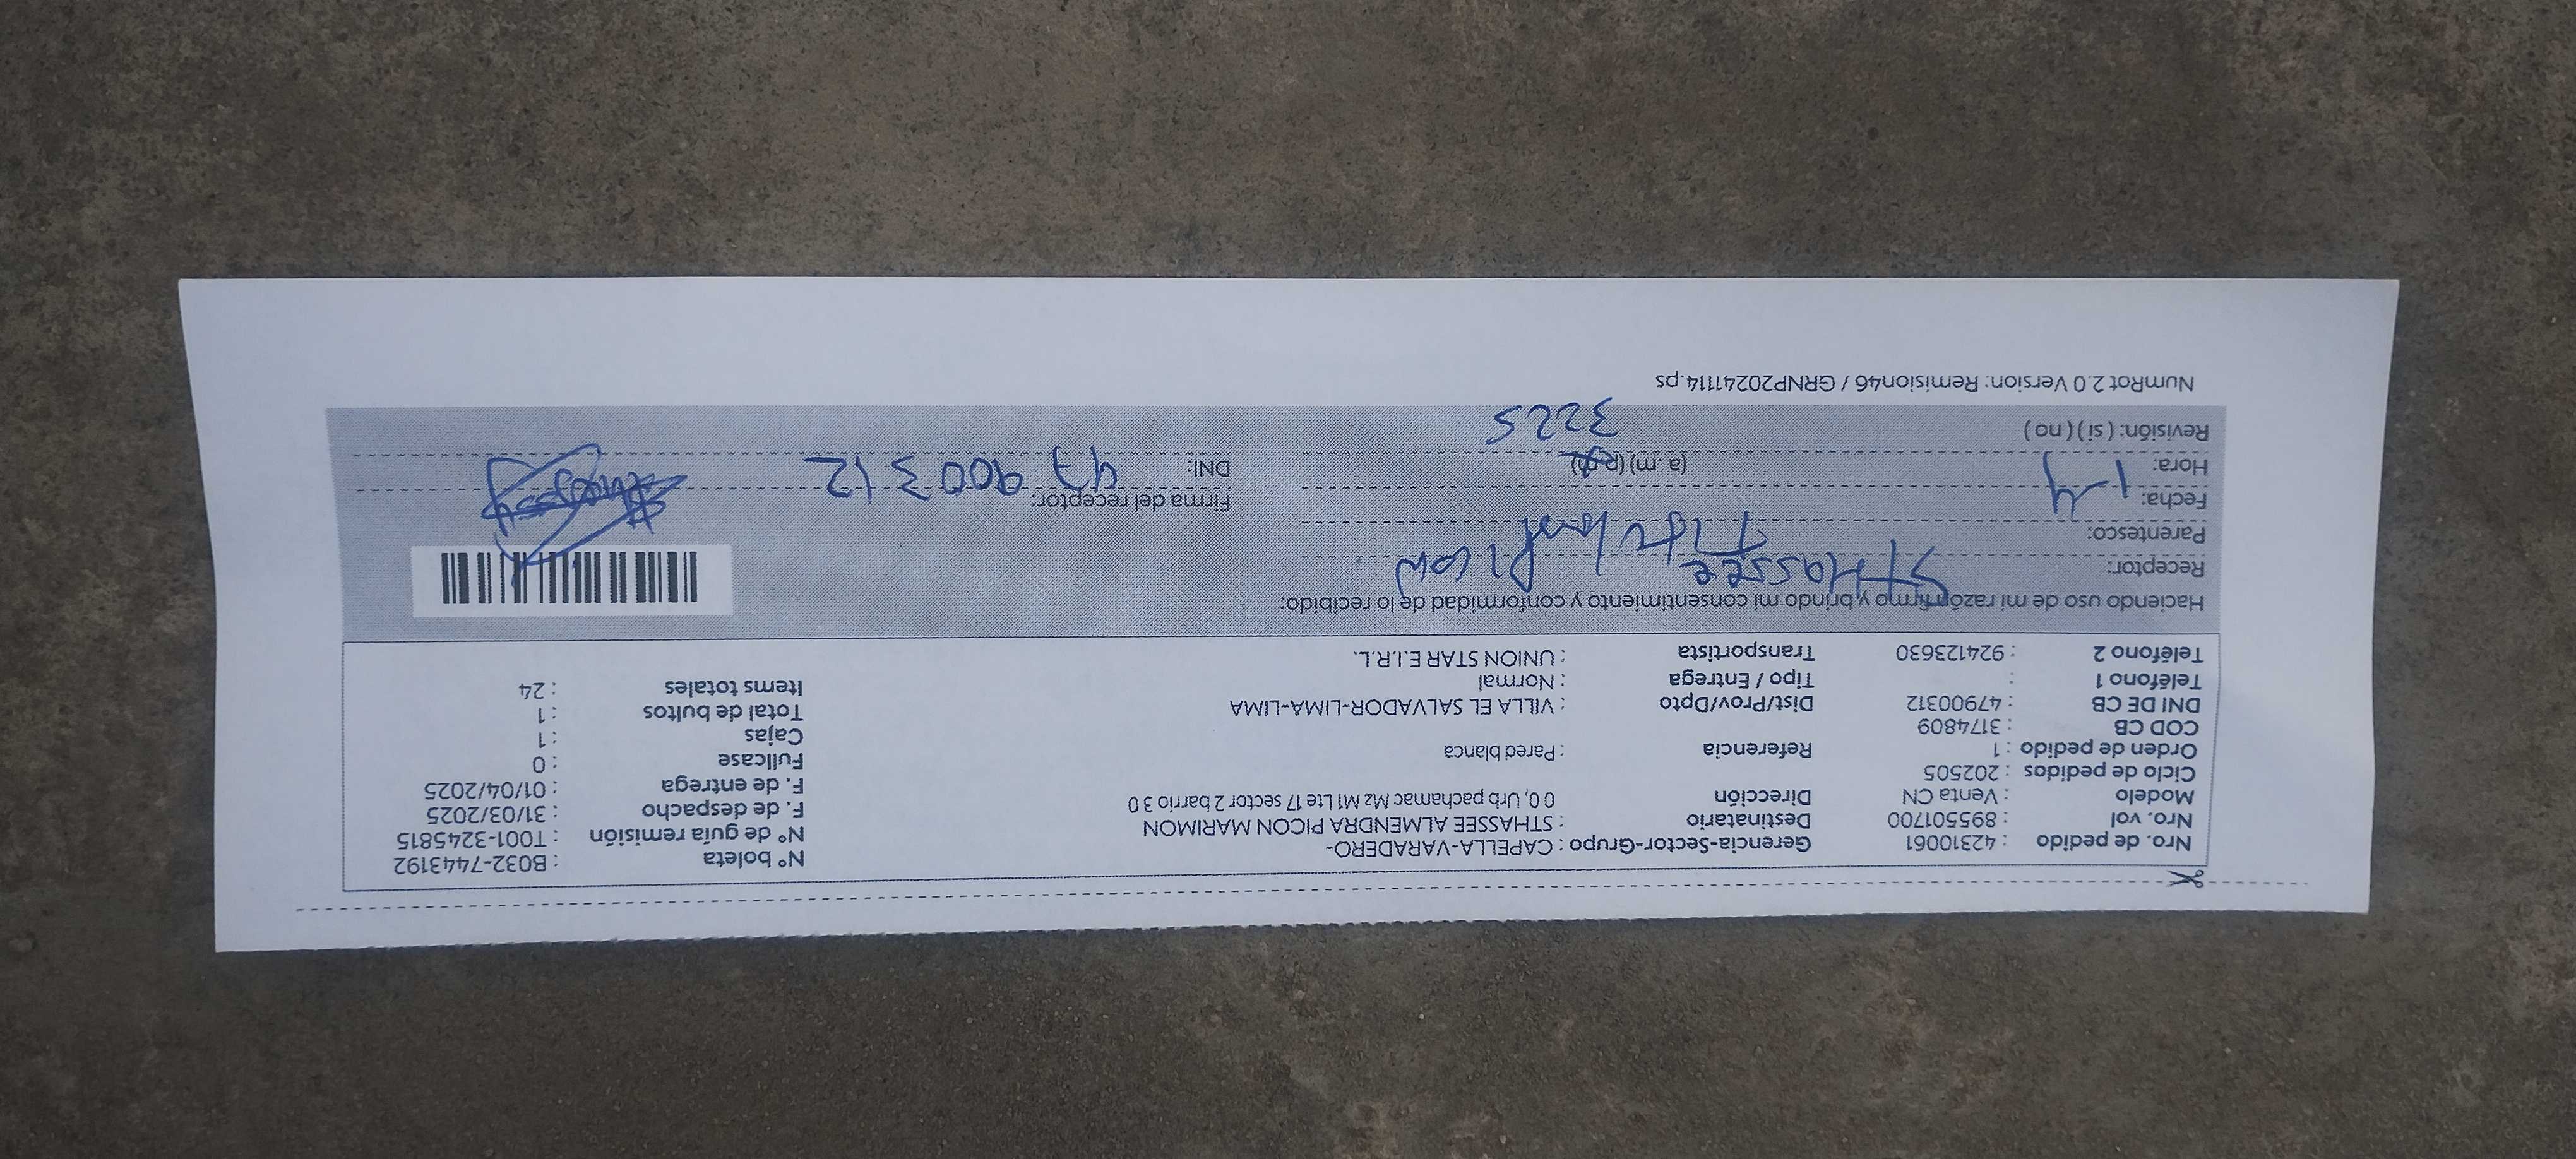 Nro. de pedido : 42310061 Gerencia-Sector-Grupo : CAPELLA-VARADERO- N° boleta : B032-7443192
Nro. vol : 895501700 Destinatario : STHASSEE ALMENDRA PICON MARIMON N° de guía remisión : T001-3245815
Modelo : Venta CN Dirección 0 0, Urb pachamac Mz M1 Lte 17 sector 2 barrio 3 0 F. de despacho : 31/03/2025
Ciclo de pedidos : 202505 F. de entrega : 01/04/2025
Orden de pedido : 1 Referencia : Pared blanca Fullcase : 0
COD CB : 3174809 Cajas : 1
DNI DE CB : 47900312 Dist/Prov/Dpto : VILLA EL SALVADOR-LIMA-LIMA Total de bultos : 1
Teléfono 1 : Tipo / Entrega : Normal Items totales : 24
Teléfono 2 : 924123630 Transportista : UNION STAR E.I.R.L.
Haciendo uso de mi razón firmo y brindo mi consentimiento y conformidad de lo recibido:
Receptor: STHassee Picon
Parentesco: Titular
Fecha: 1-4 Firma del receptor:
Hora: (a .m) (p.m) DNI: 47900312
Revisión: ( si ) ( no ) 3225
NumRot 2.0 Version: Remision46 / GRNP20241114.ps